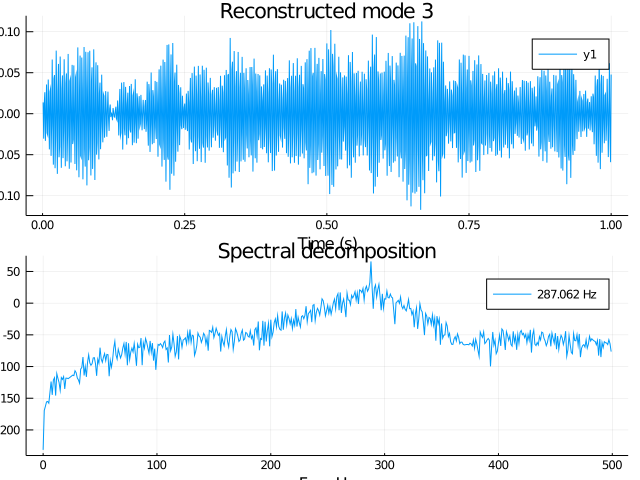 Reconstructed mode 3
0.10
0.05
0.00
0.05
0.10
y1
0.00 0.25 0.50 0.75 1.00
Time (s)
Spectral decomposition
50
0
-50
100
150
200
287.062 Hz
0 100 200 300 400 500